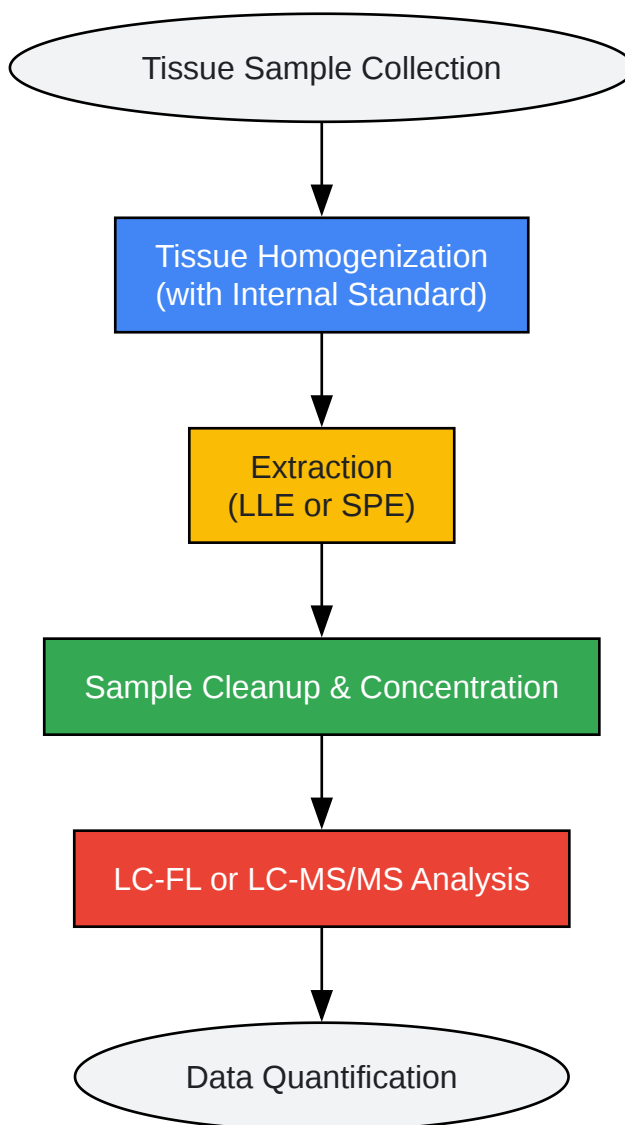 Tissue Sample Collection
Tissue Homogenization
(with Internal Standard)
Extraction
(LLE or SPE)
Sample Cleanup & Concentration
LC-FL or LC-MS/MS Analysis
Data Quantification